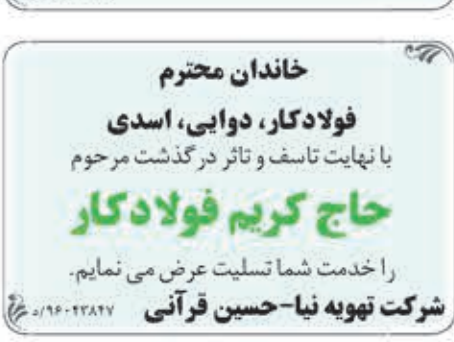 خاندان محترم
فولادکار، دوایی، اسدی
با نهایت تاسف و تاثر درگذشت مرحوم
حاج کریم فولادکار
را خدمت شما تسلیت عرض می نمایم.
شرکت تهویه نیا-حسین قرآنی ۹۶۰۲۳۸۴۷/د